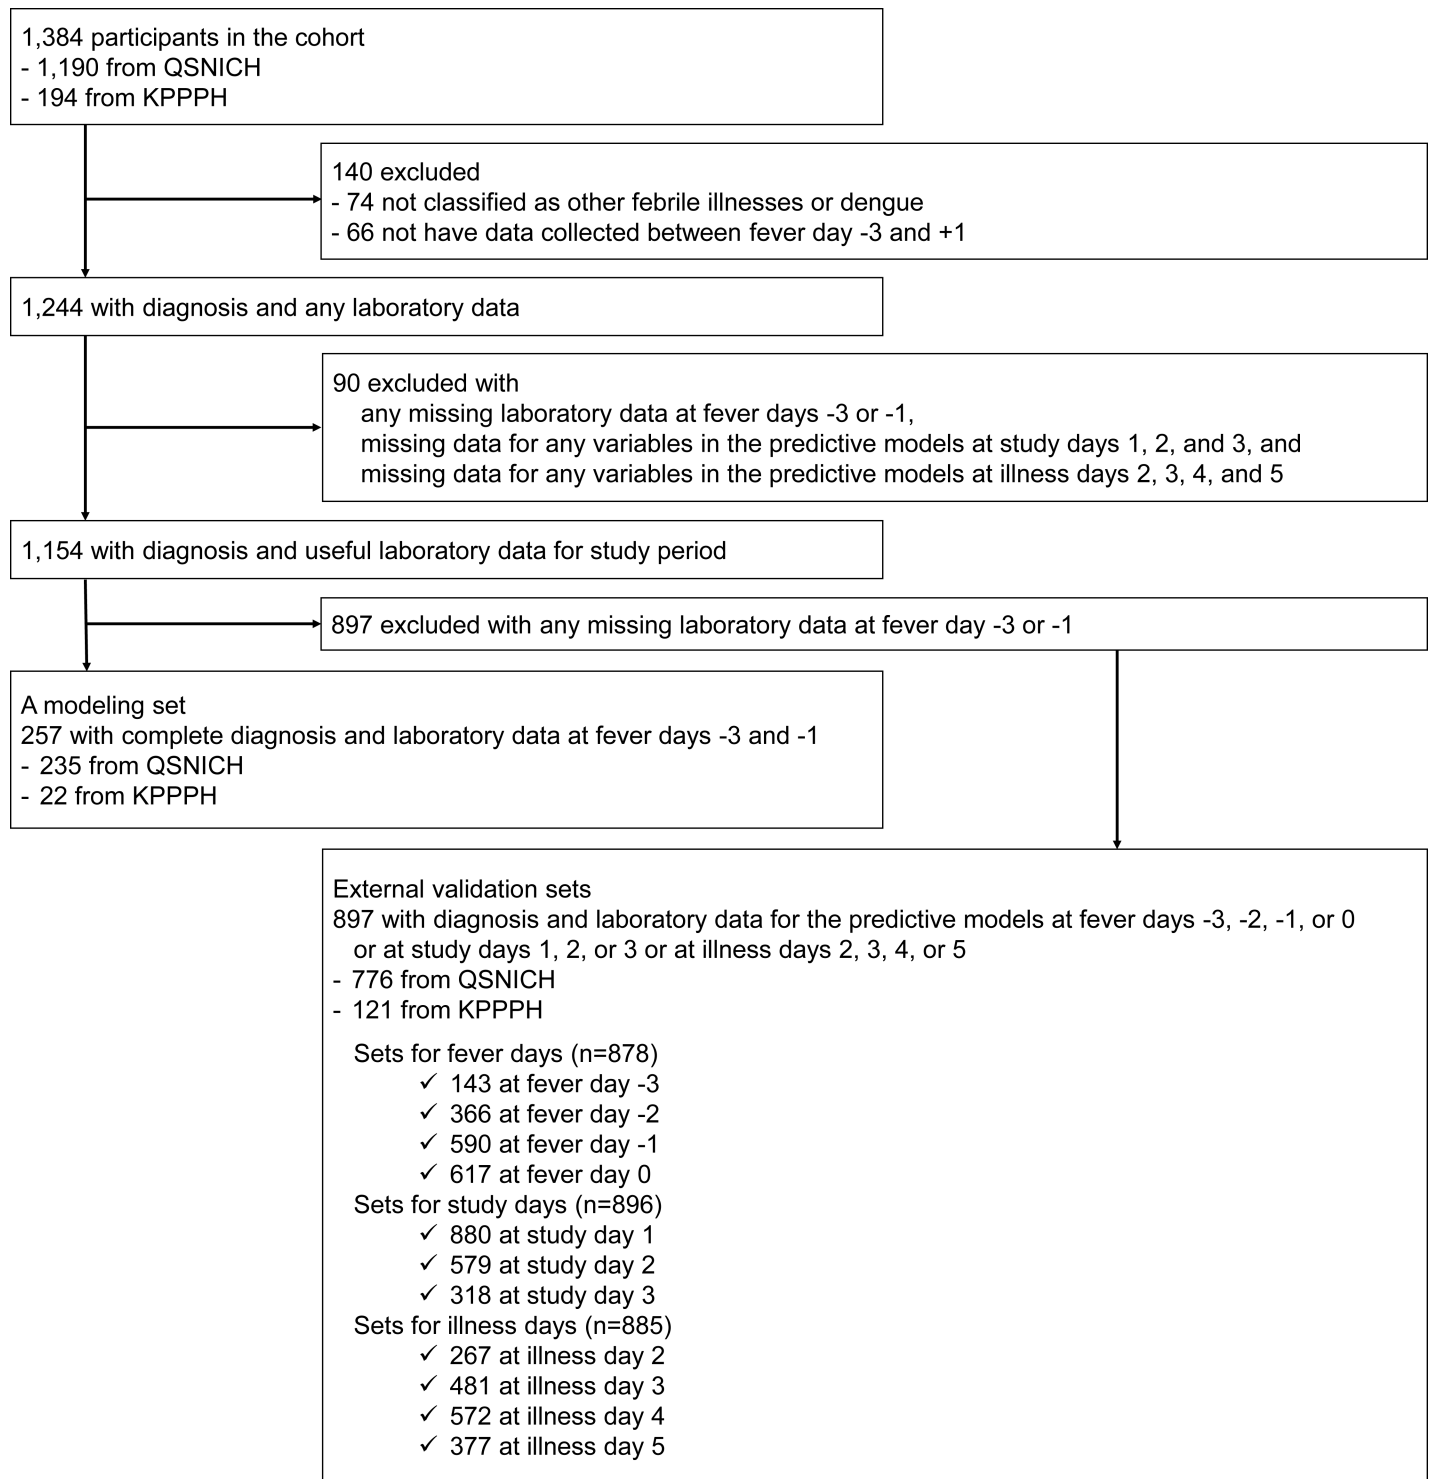 1,384 participants in the cohort
- 1,190 from QSNICH
- 194 from KPPPH
140 excluded
- 74 not classified as other febrile illnesses or dengue
- 66 not have data collected between fever day -3 and +1
1,244 with diagnosis and any laboratory data
90 excluded with
any missing laboratory data at fever days -3 or -1,
missing data for any variables in the predictive models at study days 1, 2, and 3, and
missing data for any variables in the predictive models at illness days 2, 3, 4, and 5
1,154 with diagnosis and useful laboratory data for study period
897 excluded with any missing laboratory data at fever day -3 or -1
A modeling set
257 with complete diagnosis and laboratory data at fever days -3 and -1
- 235 from QSNICH
- 22 from KPPPH
External validation sets
897 with diagnosis and laboratory data for the predictive models at fever days -3, -2, -1, or 0
or at study days 1, 2, or 3 or at illness days 2, 3, 4, or 5
- 776 from QSNICH
- 121 from KPPPH
Sets for fever days (n=878)
✓ 143 at fever day -3
✓ 366 at fever day -2
✓ 590 at fever day -1
✓ 617 at fever day 0
Sets for study days (n=896)
✓ 880 at study day 1
✓ 579 at study day 2
✓ 318 at study day 3
Sets for illness days (n=885)
✓ 267 at illness day 2
✓ 481 at illness day 3
✓ 572 at illness day 4
✓ 377 at illness day 5